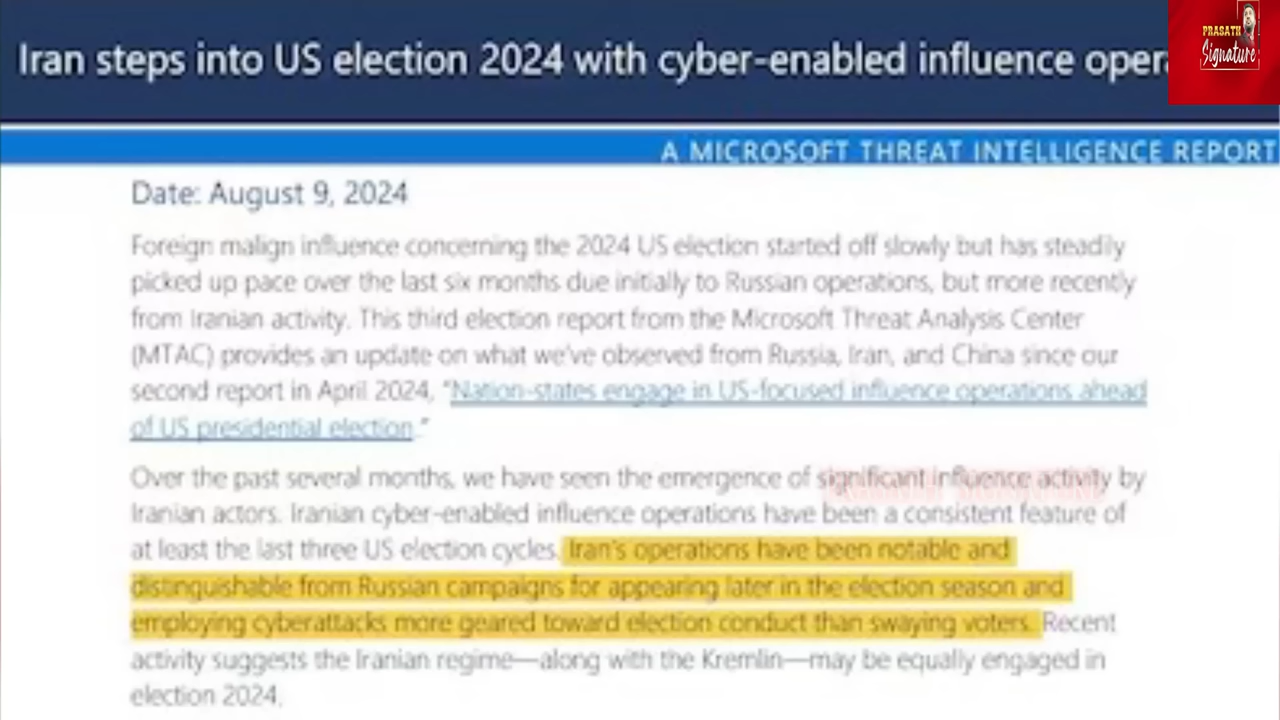 Iran steps into US election 2024 with cyber-enabled influence oper
PRASATH
Signature
A MICROSOFT THREAT INTELLIGENCE REPORT
Date: August 9, 2024
Foreign malign influence concerning the 2024 US election started off slowly but has steadily
picked up pace over the last six months due initially to Russian operations, but more recently
from Iranian activity. This third election report from the Microsoft Threat Analysis Center
(MTAC) provides an update on what we've observed from Russia, Iran, and China since our
second report in April 2024, “Nation-states engage in US-focused influence operations ahead
of US presidential election.”
Over the past several months, we have seen the emergence of significant influence activity by
Iranian actors. Iranian cyber-enabled influence operations have been a consistent feature of
at least the last three US election cycles. Iran's operations have been notable and
distinguishable from Russian campaigns for appearing later in the election season and
employing cyberattacks more geared toward election conduct than swaying voters. Recent
activity suggests the Iranian regime—along with the Kremlin—may be equally engaged in
election 2024.